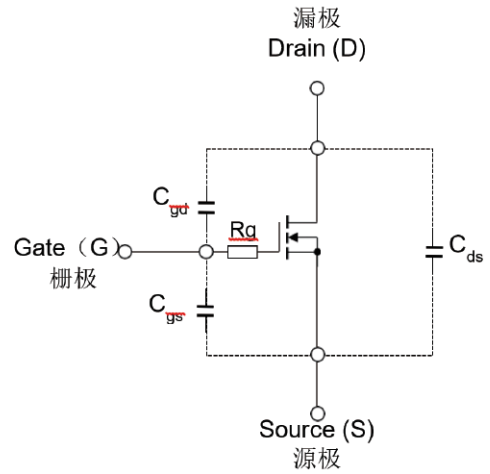 漏极
Drain (D)
Cgd
Rg
Gate（G）
栅极
Cds
Cgs
Source (S)
源极